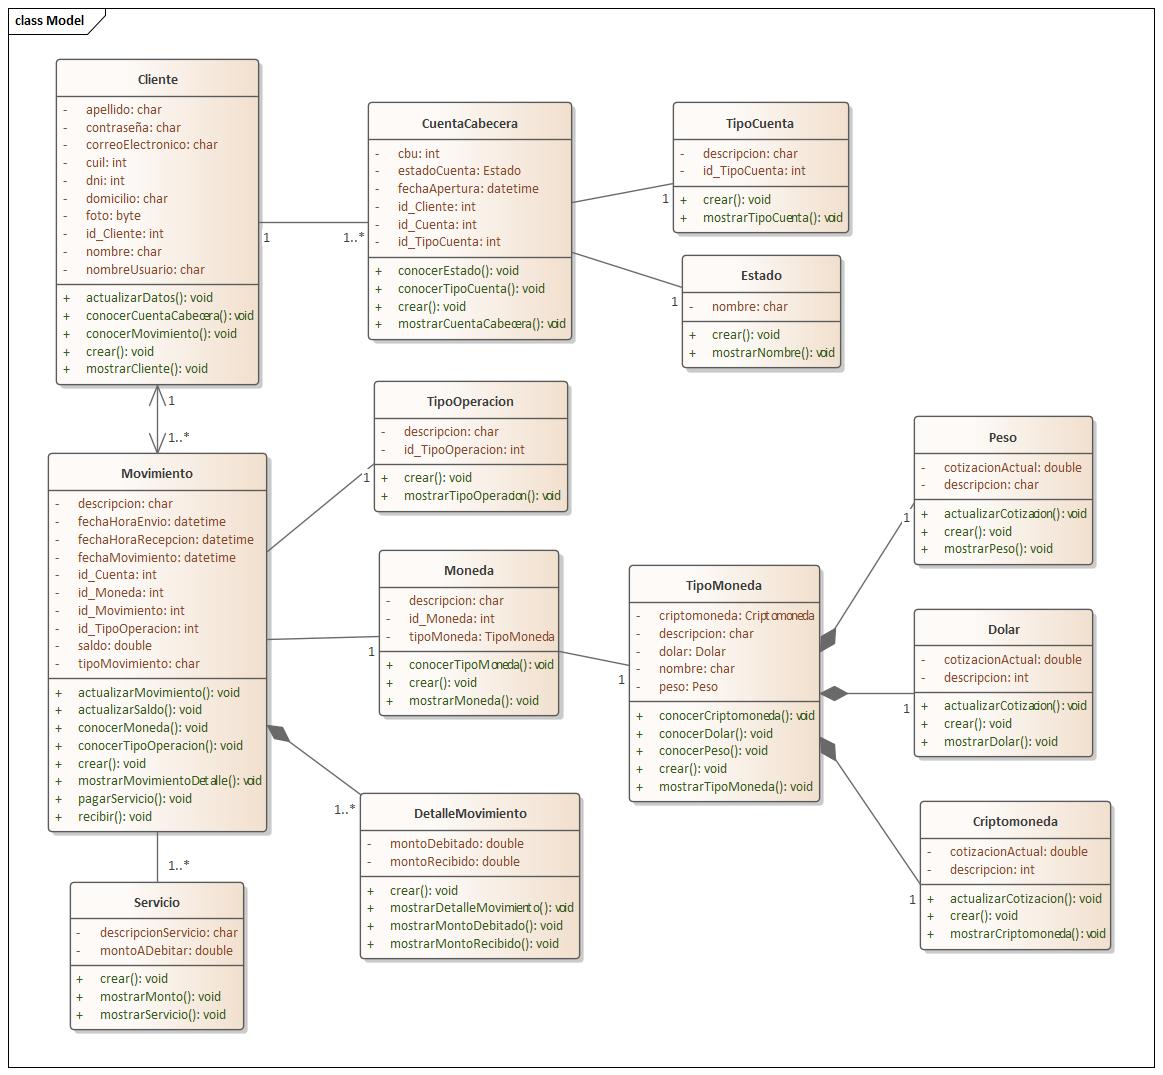 class Model
Cliente
- apellido: char
- contraseña: char
- correoElectronico: char
- cuil: int
- dni: int
- domicilio: char
- foto: byte
- id_Cliente: int
- nombre: char
- nombreUsuario: char
+ actualizarDatos(): void
+ conocerCuentaCabecera(): void
+ conocerMovimiento(): void
+ crear(): void
+ mostrarCliente(): void
1
1..*
CuentaCabecera
- cbu: int
- estadoCuenta: Estado
- fechaApertura: datetime
- id_Cliente: int
- id_Cuenta: int
- id_TipoCuenta: int
+ conocerEstado(): void
+ conocerTipoCuenta(): void
+ crear(): void
+ mostrarCuentaCabecera(): void
1
TipoCuenta
- descripcion: char
- id_TipoCuenta: int
+ crear(): void
+ mostrarTipoCuenta(): void
1
Estado
- nombre: char
+ crear(): void
+ mostrarNombre(): void
1
1..*
Movimiento
- descripcion: char
- fechaHoraEnvio: datetime
- fechaHoraRecepcion: datetime
- fechaMovimiento: datetime
- id_Cuenta: int
- id_Moneda: int
- id_Movimiento: int
- id_TipoOperacion: int
- saldo: double
- tipoMovimiento: char
+ actualizarMovimiento(): void
+ actualizarSaldo(): void
+ conocerMoneda(): void
+ conocerTipoOperacion(): void
+ crear(): void
+ mostrarMovimientoDetalle(): void
+ pagarServicio(): void
+ recibir(): void
1
TipoOperacion
- descripcion: char
- id_TipoOperacion: int
+ crear(): void
+ mostrarTipoOperacion(): void
1
Moneda
- descripcion: char
- id_Moneda: int
- tipoMoneda: TipoMoneda
+ conocerTipoMoneda(): void
+ crear(): void
+ mostrarMoneda(): void
1
TipoMoneda
- criptomoneda: Criptomoneda
- descripcion: char
- dolar: Dolar
- nombre: char
- peso: Peso
+ conocerCriptomoneda(): void
+ conocerDolar(): void
+ conocerPeso(): void
+ crear(): void
+ mostrarTipoMoneda(): void
1
Peso
- cotizacionActual: double
- descripcion: char
+ actualizarCotizacion(): void
+ crear(): void
+ mostrarPeso(): void
1
Dolar
- cotizacionActual: double
- descripcion: int
+ actualizarCotizacion(): void
+ crear(): void
+ mostrarDolar(): void
1
Criptomoneda
- cotizacionActual: double
- descripcion: int
+ actualizarCotizacion(): void
+ crear(): void
+ mostrarCriptomoneda(): void
1..*
DetalleMovimiento
- montoDebitado: double
- montoRecibido: double
+ crear(): void
+ mostrarDetalleMovimiento(): void
+ mostrarMontoDebitado(): void
+ mostrarMontoRecibido(): void
1..*
Servicio
- descripcionServicio: char
- montoADebitar: double
+ crear(): void
+ mostrarMonto(): void
+ mostrarServicio(): void